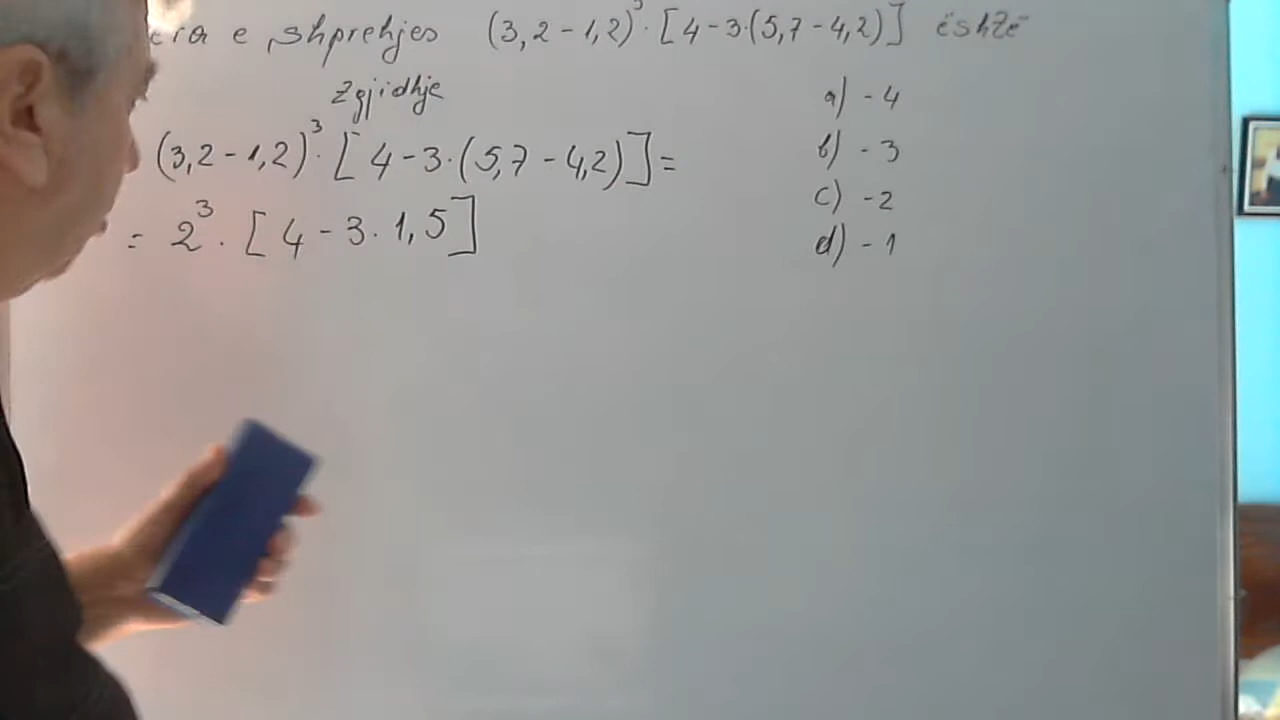 e shprehjes (3,2 - 1,2)³ · [4 - 3·(5,7 - 4,2)] është
Zgjidhje
(3,2 - 1,2)³ · [4 - 3·(5,7 - 4,2)] =
= 2³ · [4 - 3 · 1,5]
a) - 4
b) - 3
c) - 2
d) - 1